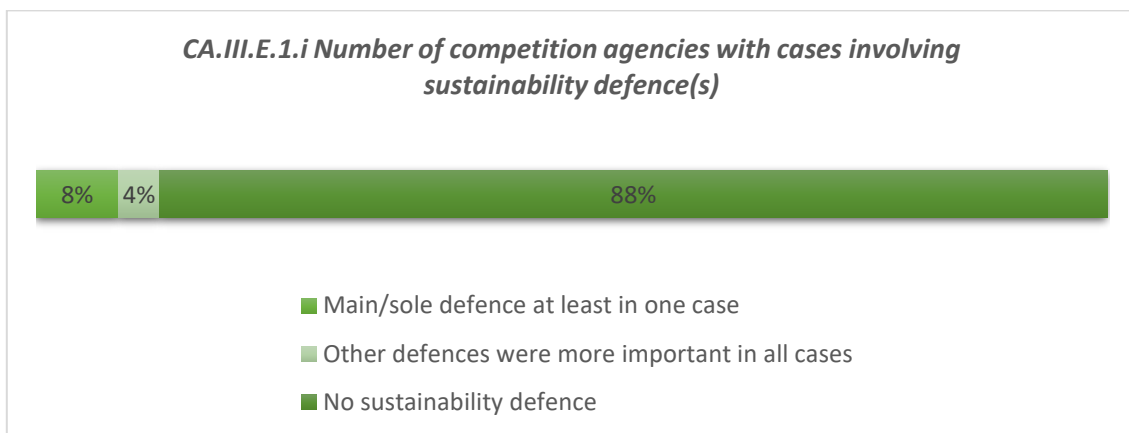 CA.III.E.1.i Number of competition agencies with cases involving
sustainability defence(s)
8% 4% 88%
Main/sole defence at least in one case
Other defences were more important in all cases
No sustainability defence